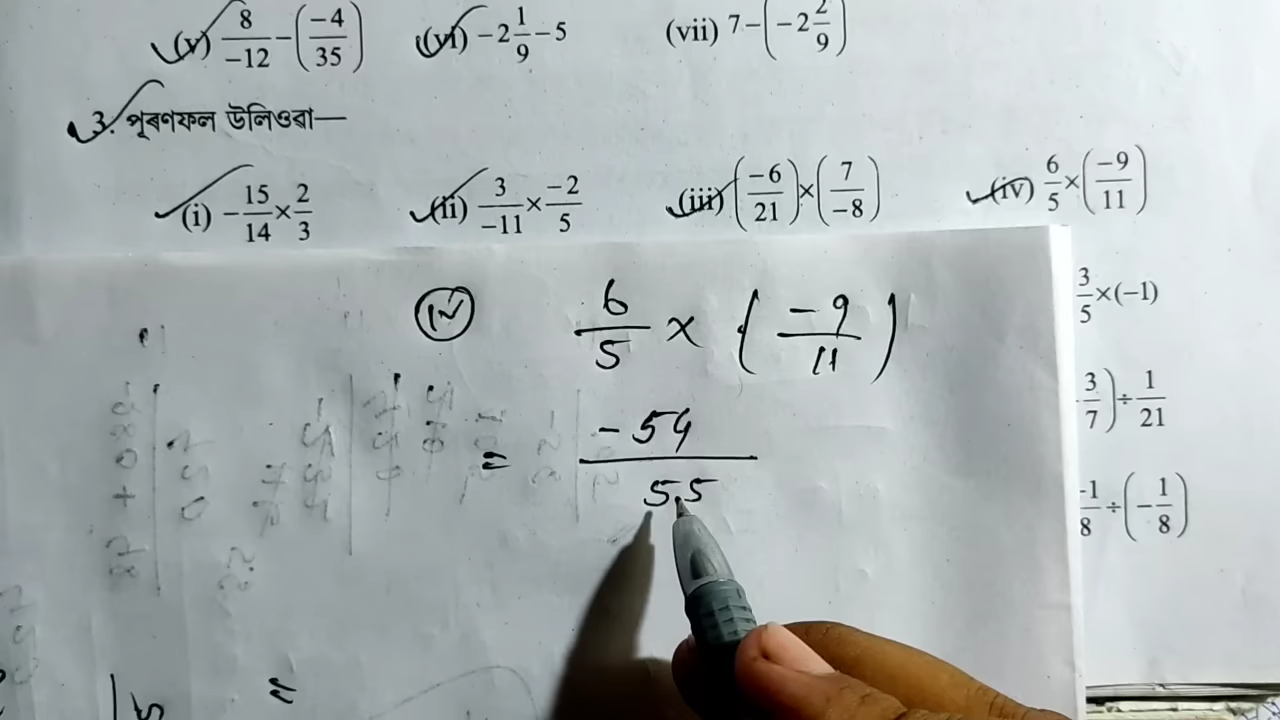 (v) 8/-12 - (-4/35) (vi) -2 1/9 - 5 (vii) 7 - (-2 2/9)
3. পূৰণফল উলিওৱা—
(i) -15/14 × 2/3 (ii) 3/-11 × -2/5 (iii) (-6/21) × (7/-8) (iv) 6/5 × (-9/11)
3/5 × (-1)
(iv) 6/5 × (-9/11)
3/7) ÷ 1/21
= -54/55
-1/8 ÷ (-1/8)
=